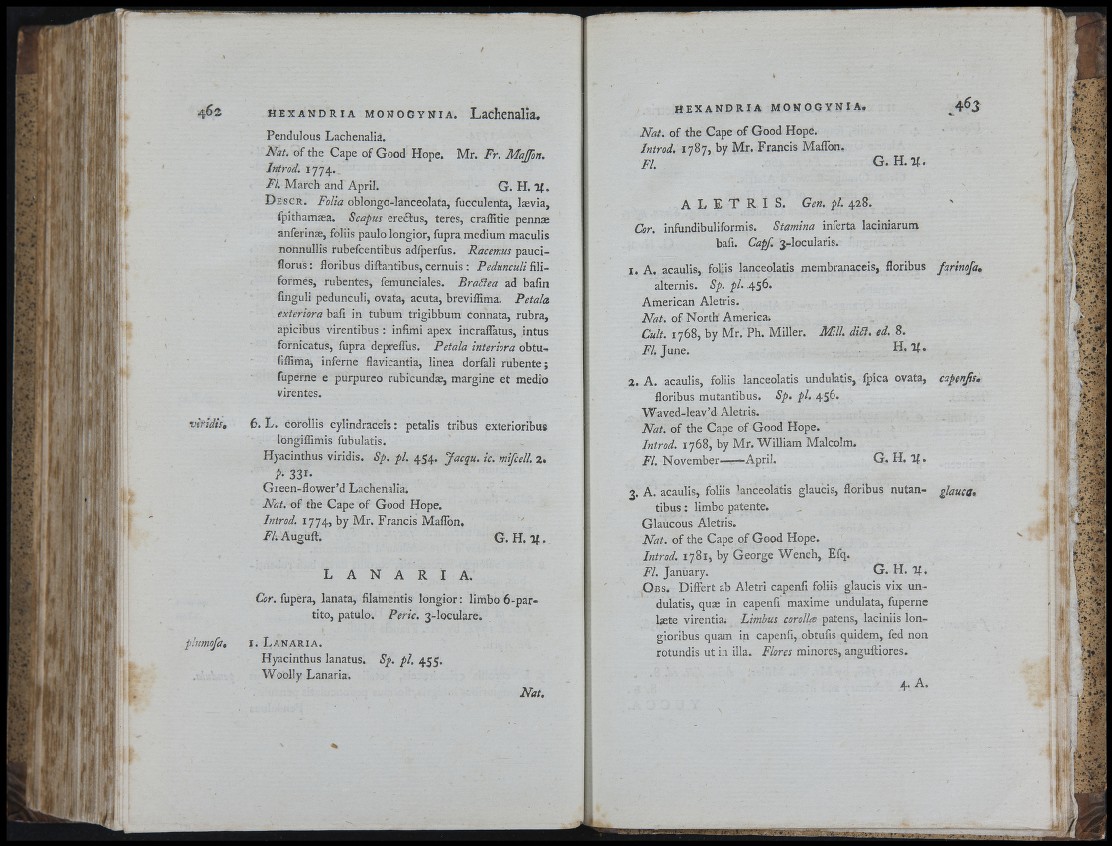 462 HEXANDRIA MONOGYNIA. Lachenalia.
Pendulous Lachenalia.
Nat. of the Cape of Good Hope. Mr. Fr. Maſſon.
Introd. 1774.
Fl. March and April. G. H. ♃.
DESCR. Folia oblongo-lanceolata, ſucculenta, lævia,
ſpithamæa. Scapus erectus, teres, craſſitie pennæ
anſerinæ, foliis paulo longior, ſupra medium maculis
nonnullis rubeſcentibus adſperſus. Racemus pauci-
florus: floribus diſtantibus, cernuis: Pedunculi fili-
formes, rubentes, ſemunciales. Bractea ad baſin
ſinguli pedunculi, ovata, acuta, breviſſima. Petala
exteriora baſi in tubum trigibbum connata, rubra,
apicibus virentibus: infimi apex incraſſatus, intus
fornicatus, ſupra depreſſus. Petala interiora obtu-
ſiſſima, inferne flavicantia, linea dorſali rubente;
ſuperne e purpureo rubicundæ, margine et medio
virentes.
viridis. 6. L. corollis cylindraceis: petalis tribus exterioribus
longiſſimis ſubulatis.
Hyacinthus viridis. Sp. pl. 454. Jacqu. ic. miſcell. 2.
p. 331.
Green-flower'd Lachenalia.
Nat. of the Cape of Good Hope.
Introd. 1774, by Mr. Francis Maſſon.
Fl. Auguſt. G. H. ♃.
LANARIA.
Cor. ſupera, lanata, filamentis longior: limbo 6-par-
tito, patulo. Peric. 3-loculare.
plumoſa. 1. LANARIA.
Hyacinthus lanatus. Sp. pl. 455.
Woolly Lanaria.
Nat.
HEXANDRIA MONOGYNIA. 463
Nat. of the Cape of Good Hope.
Introd. 1787, by Mr. Francis Maſſon.
Fl. G. H. ♃.
ALETRIS. Gen. pl. 428.
Cor. infundibuliformis. Stamina inſerta laciniarum
baſi. Capſ. 3-locularis.
1. A. acaulis, foliis lanceolatis membranaceis, floribus farinoſa.
alternis. Sp. pl. 456.
American Aletris.
Nat. of North America.
Cult. 1768, by Mr. Ph. Miller. Mill. dict. ed. 8.
Fl. June. H. ♃.
2. A. acaulis, foliis lanceolatis undulatis, ſpica ovata, capenſis.
floribus mutantibus. Sp. pl. 456.
Waved-leav'd Aletris.
Nat. of the Cape of Good Hope.
Introd. 1768, by Mr. William Malcolm.
Fl. November——April. G. H. ♃.
3. A. acaulis, foliis lanceolatis glaucis, floribus nutan- glauca.
tibus: limbo patente.
Glaucous Aletris.
Nat. of the Cape of Good Hope.
Introd. 1781, by George Wench, Eſq.
Fl. January. G. H. ♃.
OBS. Differt ab Aletri capenſi foliis glaucis vix un-
dulatis, quæ in capenſi maxime undulata, ſuperne
læte virentia. Limbus corollæ patens, laciniis lon-
gioribus quam in capenſi, obtuſis quidem, ſed non
rotundis ut in illa. Flores minores, anguſtiores.
4. A.